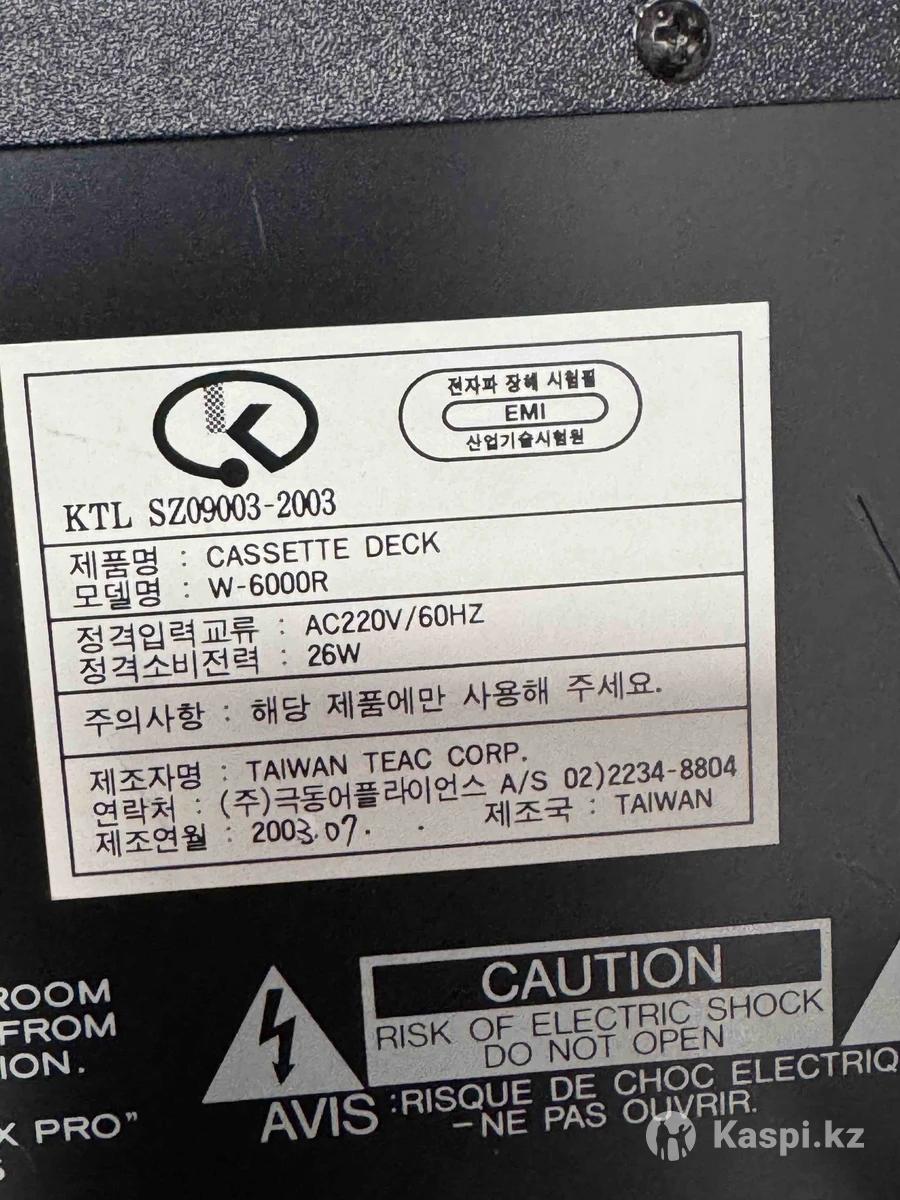 전자파 장해 시험필
EMI
산업기술시험원
KTL SZ09003-2003
제품명 : CASSETTE DECK
모델명 : W-6000R
정격입력교류 : AC220V/60HZ
정격소비전력 : 26W
주의사항 : 해당 제품에만 사용해 주세요.
제조자명 : TAIWAN TEAC CORP.
연락처 : (주)극동어플라이언스 A/S 02)2234-8804
제조연월 : 2003.07. . 제조국 : TAIWAN
ROOM
FROM
ION.
X PRO”
S
CAUTION
RISK OF ELECTRIC SHOCK
DO NOT OPEN
AVIS :RISQUE DE CHOC ELECTRIQ
-NE PAS OUVRIR.
Kaspi.kz